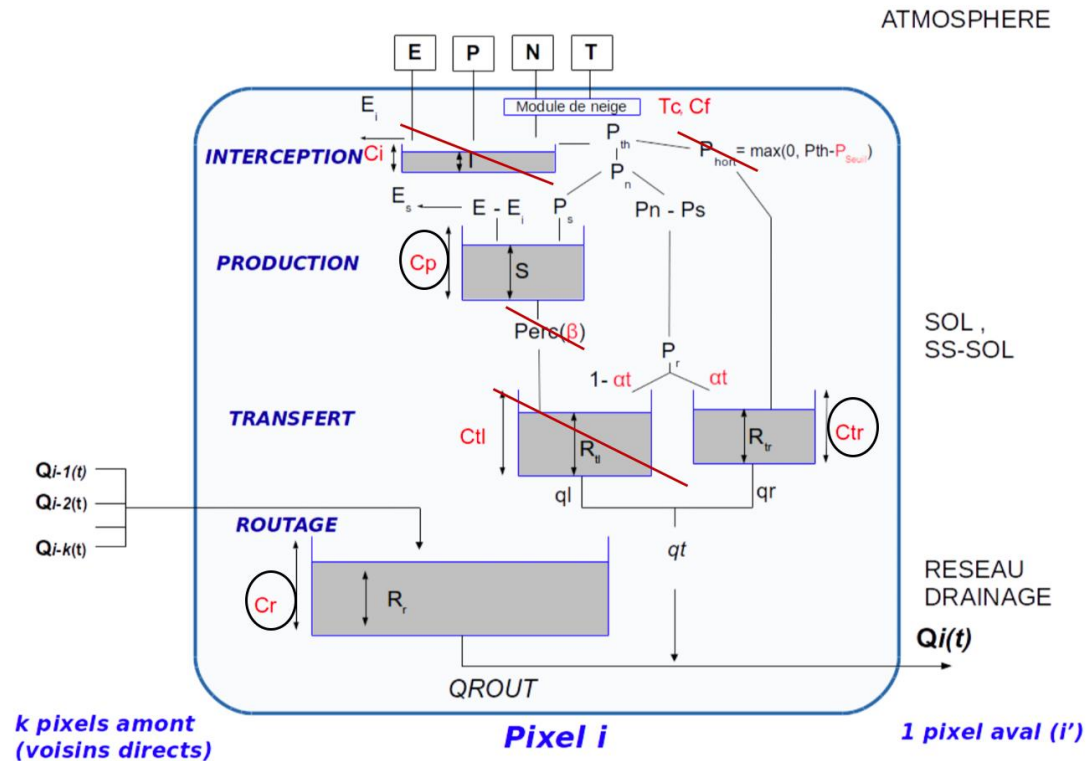 ATMOSPHERE
E
P
N
T
Module de neige
Tc, Cf
Ei
Pth
INTERCEPTION
Ci
I
Phort = max(0, Pth-PSeuil)
Pn
Es
E - Ei
Ps
Pn - Ps
PRODUCTION
Cp
S
Perc(β)
SOL ,
SS-SOL
Pr
1- αt
αt
TRANSFERT
Ctl
Rtl
Rtr
Ctr
ql
qr
Qi-1(t)
Qi-2(t)
Qi-k(t)
ROUTAGE
qt
Cr
Rr
RESEAU
DRAINAGE
Qi(t)
QROUT
k pixels amont
(voisins directs)
Pixel i
1 pixel aval (i’)